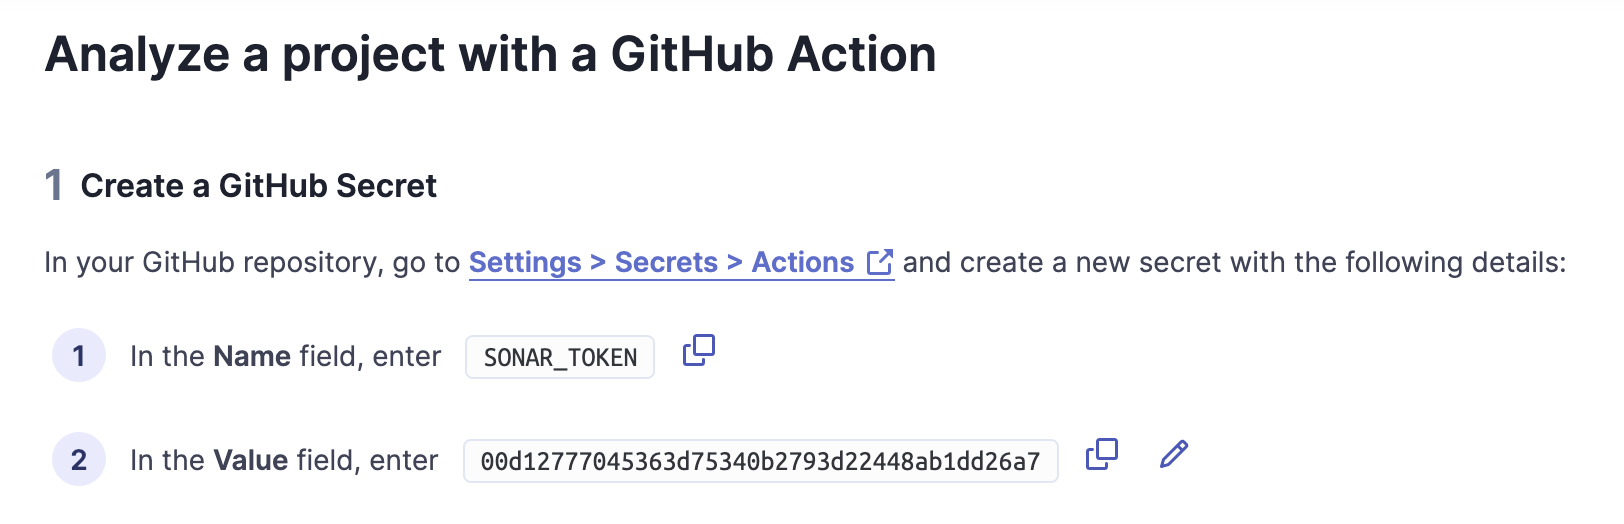 Analyze a project with a GitHub Action
1 Create a GitHub Secret
In your GitHub repository, go to Settings > Secrets > Actions and create a new secret with the following details:
1 In the Name field, enter SONAR_TOKEN
2 In the Value field, enter 00d12777045363d75340b2793d22448ab1dd26a7